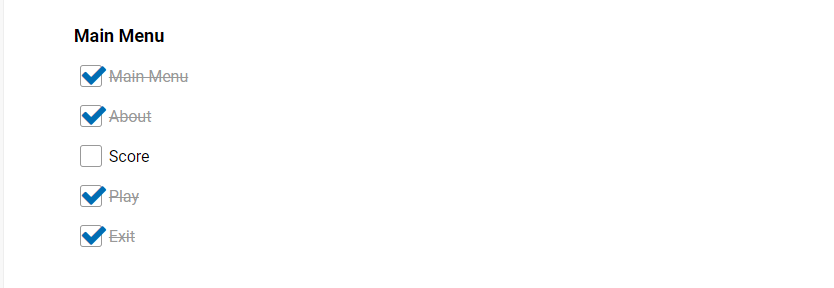 Main Menu
Main Menu
About
Score
Play
Exit